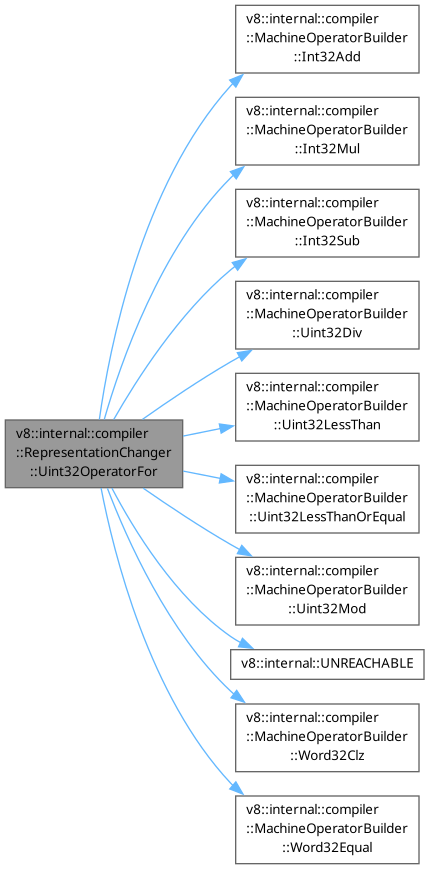 v8::internal::compiler
::MachineOperatorBuilder
::Int32Add
v8::internal::compiler
::MachineOperatorBuilder
::Int32Mul
v8::internal::compiler
::MachineOperatorBuilder
::Int32Sub
v8::internal::compiler
::MachineOperatorBuilder
::Uint32Div
v8::internal::compiler
::MachineOperatorBuilder
::Uint32LessThan
v8::internal::compiler
::RepresentationChanger
::Uint32OperatorFor
v8::internal::compiler
::MachineOperatorBuilder
::Uint32LessThanOrEqual
v8::internal::compiler
::MachineOperatorBuilder
::Uint32Mod
v8::internal::UNREACHABLE
v8::internal::compiler
::MachineOperatorBuilder
::Word32Clz
v8::internal::compiler
::MachineOperatorBuilder
::Word32Equal